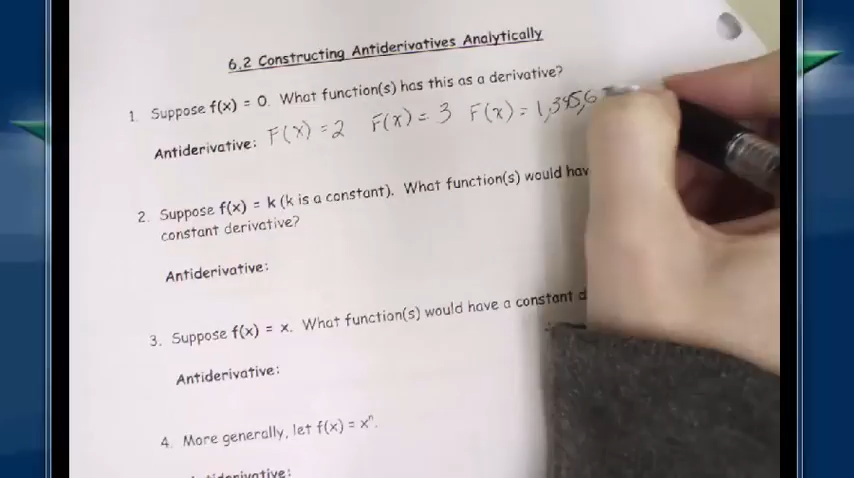 6.2 Constructing Antiderivatives Analytically
1. Suppose f(x) = 0. What function(s) has this as a derivative?
Antiderivative: F(x) = 2 F(x) = 3 F(x) = 1,345,6
2. Suppose f(x) = k (k is a constant). What function(s) would hav
constant derivative?
Antiderivative:
3. Suppose f(x) = x. What function(s) would have a constant d
Antiderivative:
4. More generally, let f(x) = xⁿ.
Antiderivative: